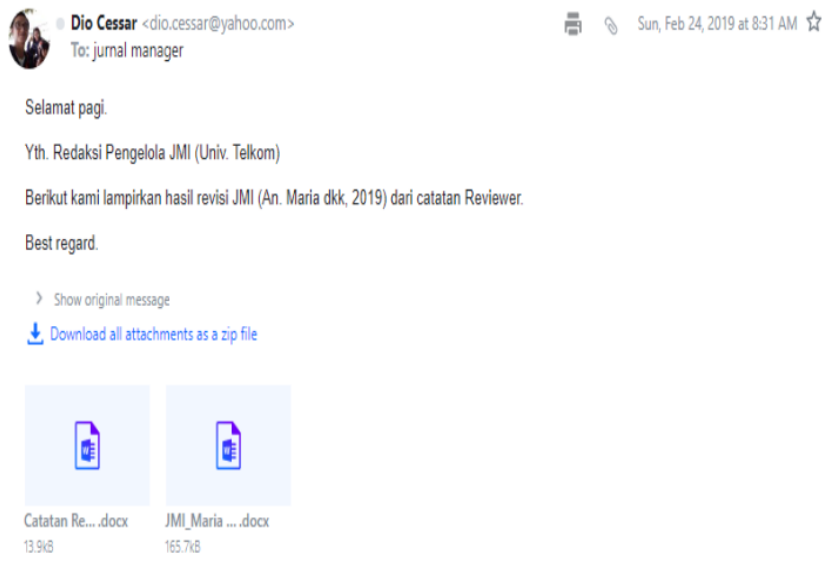 Dio Cessar <dio.cessar@yahoo.com> Sun, Feb 24, 2019 at 8:31 AM
To: jurnal manager
Selamat pagi.
Yth. Redaksi Pengelola JMI (Univ. Telkom)
Berikut kami lampirkan hasil revisi JMI (An. Maria dkk, 2019) dari catatan Reviewer.
Best regard.
Show original message
Download all attachments as a zip file
Catatan Re... .docx JMI_Maria ... .docx
13.9kB 165.7kB